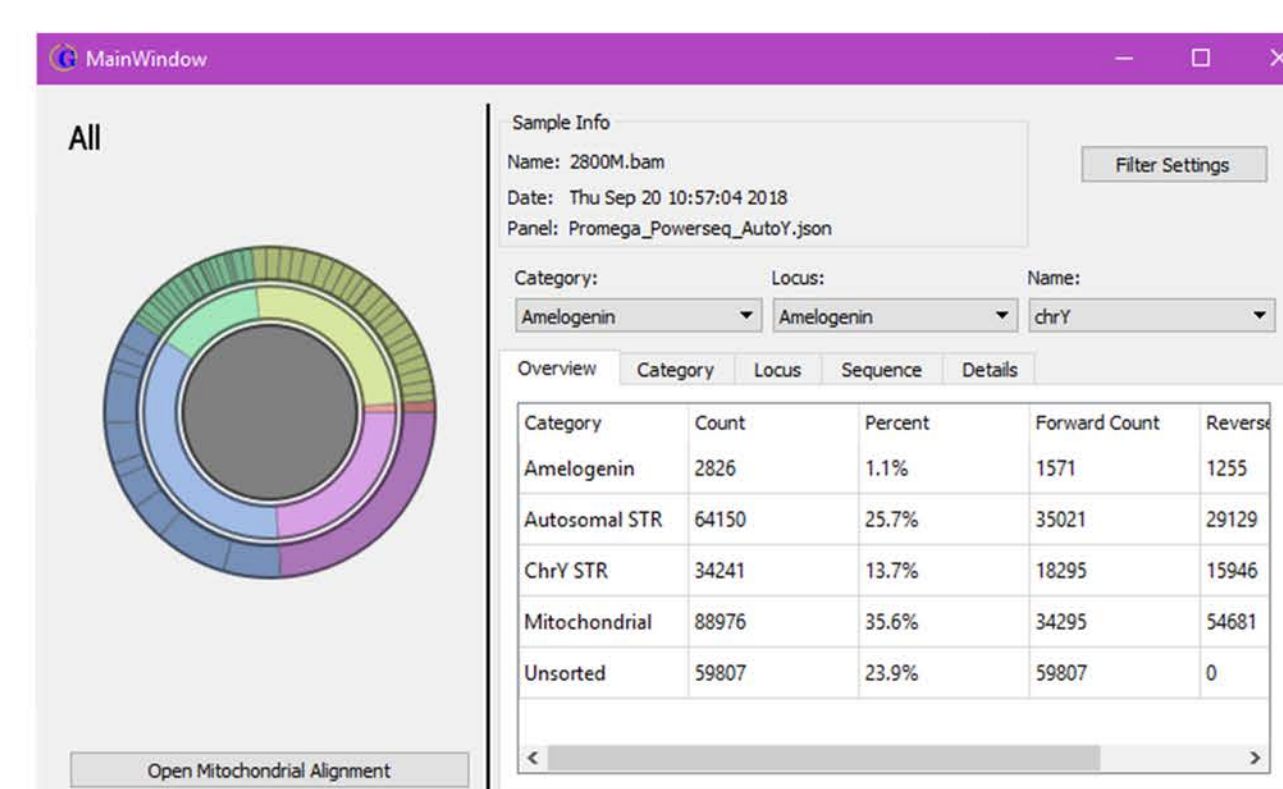 MainWindow
All
Sample Info
Name: 2800M.bam
Date: Thu Sep 20 10:57:04 2018
Panel: Promega_Powerseq_AutoY.json
Filter Settings
Category: Locus: Name:
Amelogenin Amelogenin chrY
Overview Category Locus Sequence Details
Category Count Percent Forward Count Reverse
Amelogenin 2826 1.1% 1571 1255
Autosomal STR 64150 25.7% 35021 29129
ChrY STR 34241 13.7% 18295 15946
Mitochondrial 88976 35.6% 34295 54681
Unsorted 59807 23.9% 59807 0
Open Mitochondrial Alignment